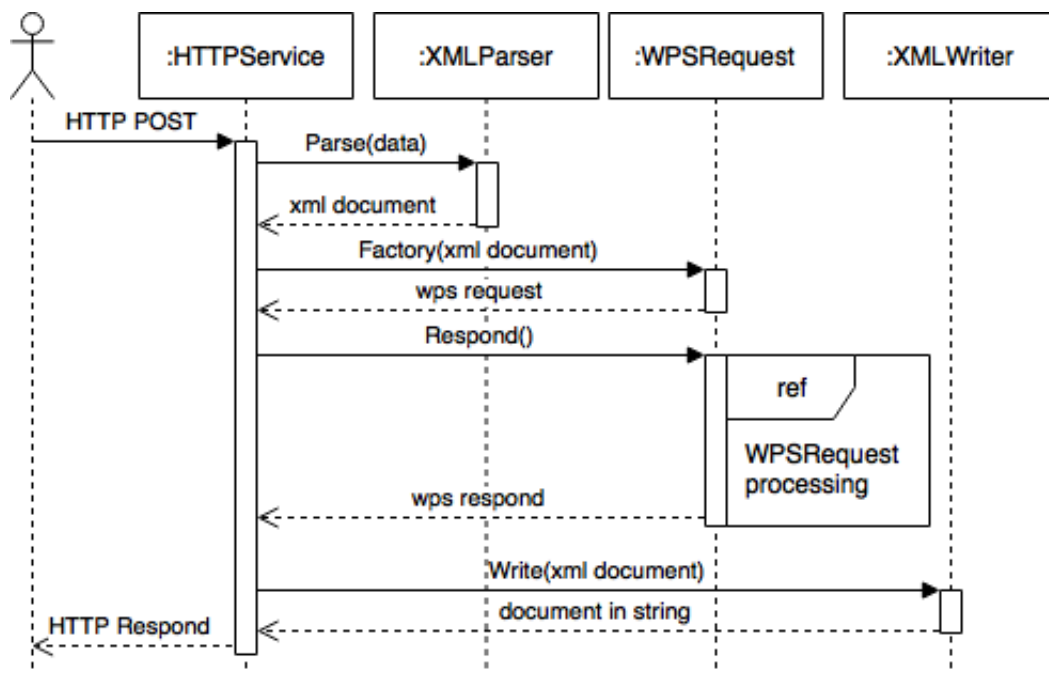 :HTTPService
:XMLParser
:WPSRequest
:XMLWriter
HTTP POST
Parse(data)
xml document
Factory(xml document)
wps request
Respond()
ref
WPSRequest
processing
wps respond
Write(xml document)
document in string
HTTP Respond